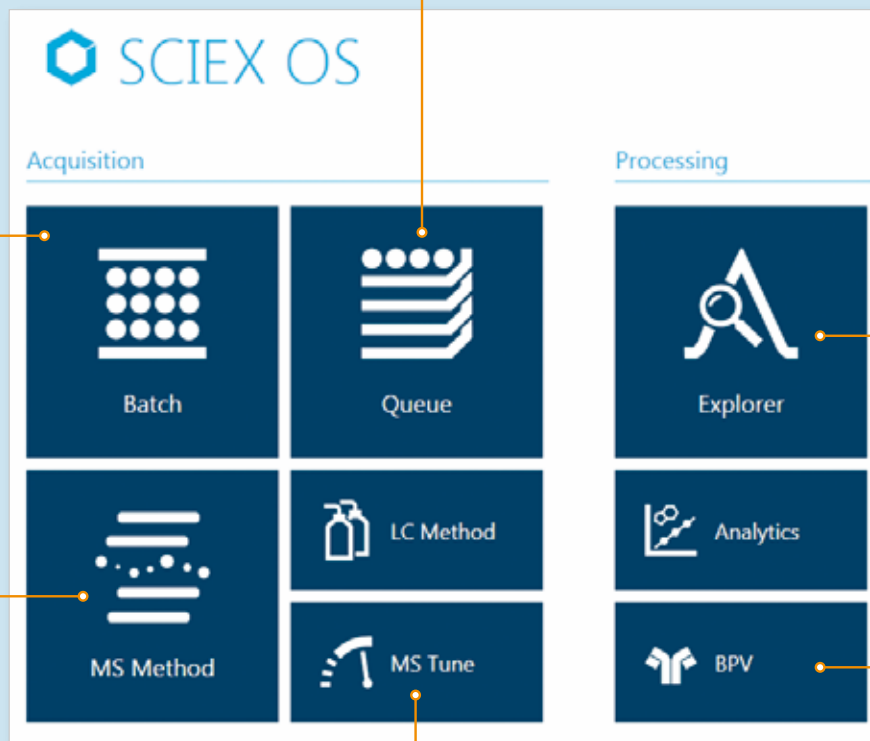 SCIEX OS
Acquisition
Processing
Batch
Queue
Explorer
MS Method
LC Method
MS Tune
Analytics
BPV